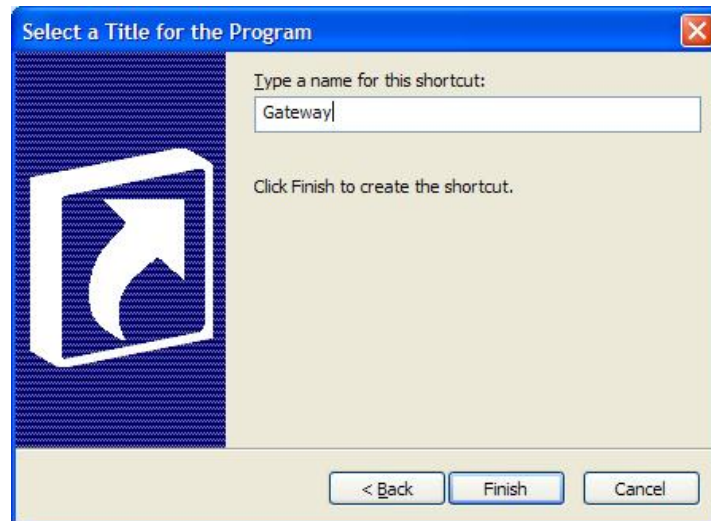 Select a Title for the Program
Type a name for this shortcut:
Gateway
Click Finish to create the shortcut.
< Back
Finish
Cancel